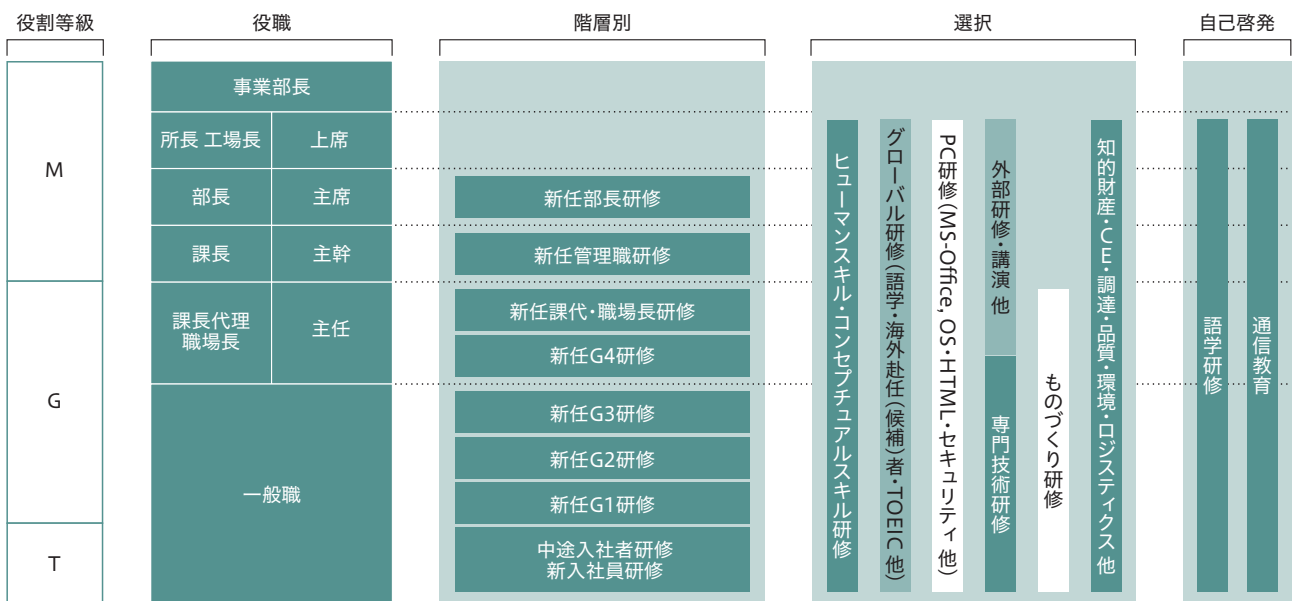 役割等級
役職
階層別
選択
自己啓発
M
G
T
事業部長
所長 工場長
上席
部長
主席
課長
主幹
課長代理
職場長
主任
一般職
新任部長研修
新任管理職研修
新任課代・職場長研修
新任G4研修
新任G3研修
新任G2研修
新任G1研修
中途入社者研修
新入社員研修
ヒューマンスキル・コンセプチュアルスキル研修
グローバル研修(語学・海外赴任(候補)者・TOEIC 他)
PC研修(MS-Office, OS・HTML・セキュリティ 他)
外部研修・講演 他
専門技術研修
ものづくり研修
知的財産・CE・調達・品質・環境・ロジスティクス 他
語学研修
通信教育